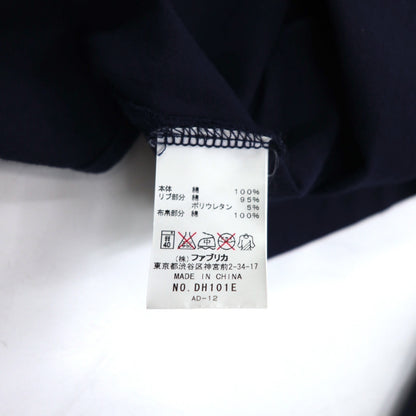 本体 綿 100%
リブ部分 綿 95%
ポリウレタン 5%
布帛部分 綿 100%
40
(株) ファブリカ
東京都渋谷区神宮前2-34-17
MADE IN CHINA
NO. DH101E
AD-12